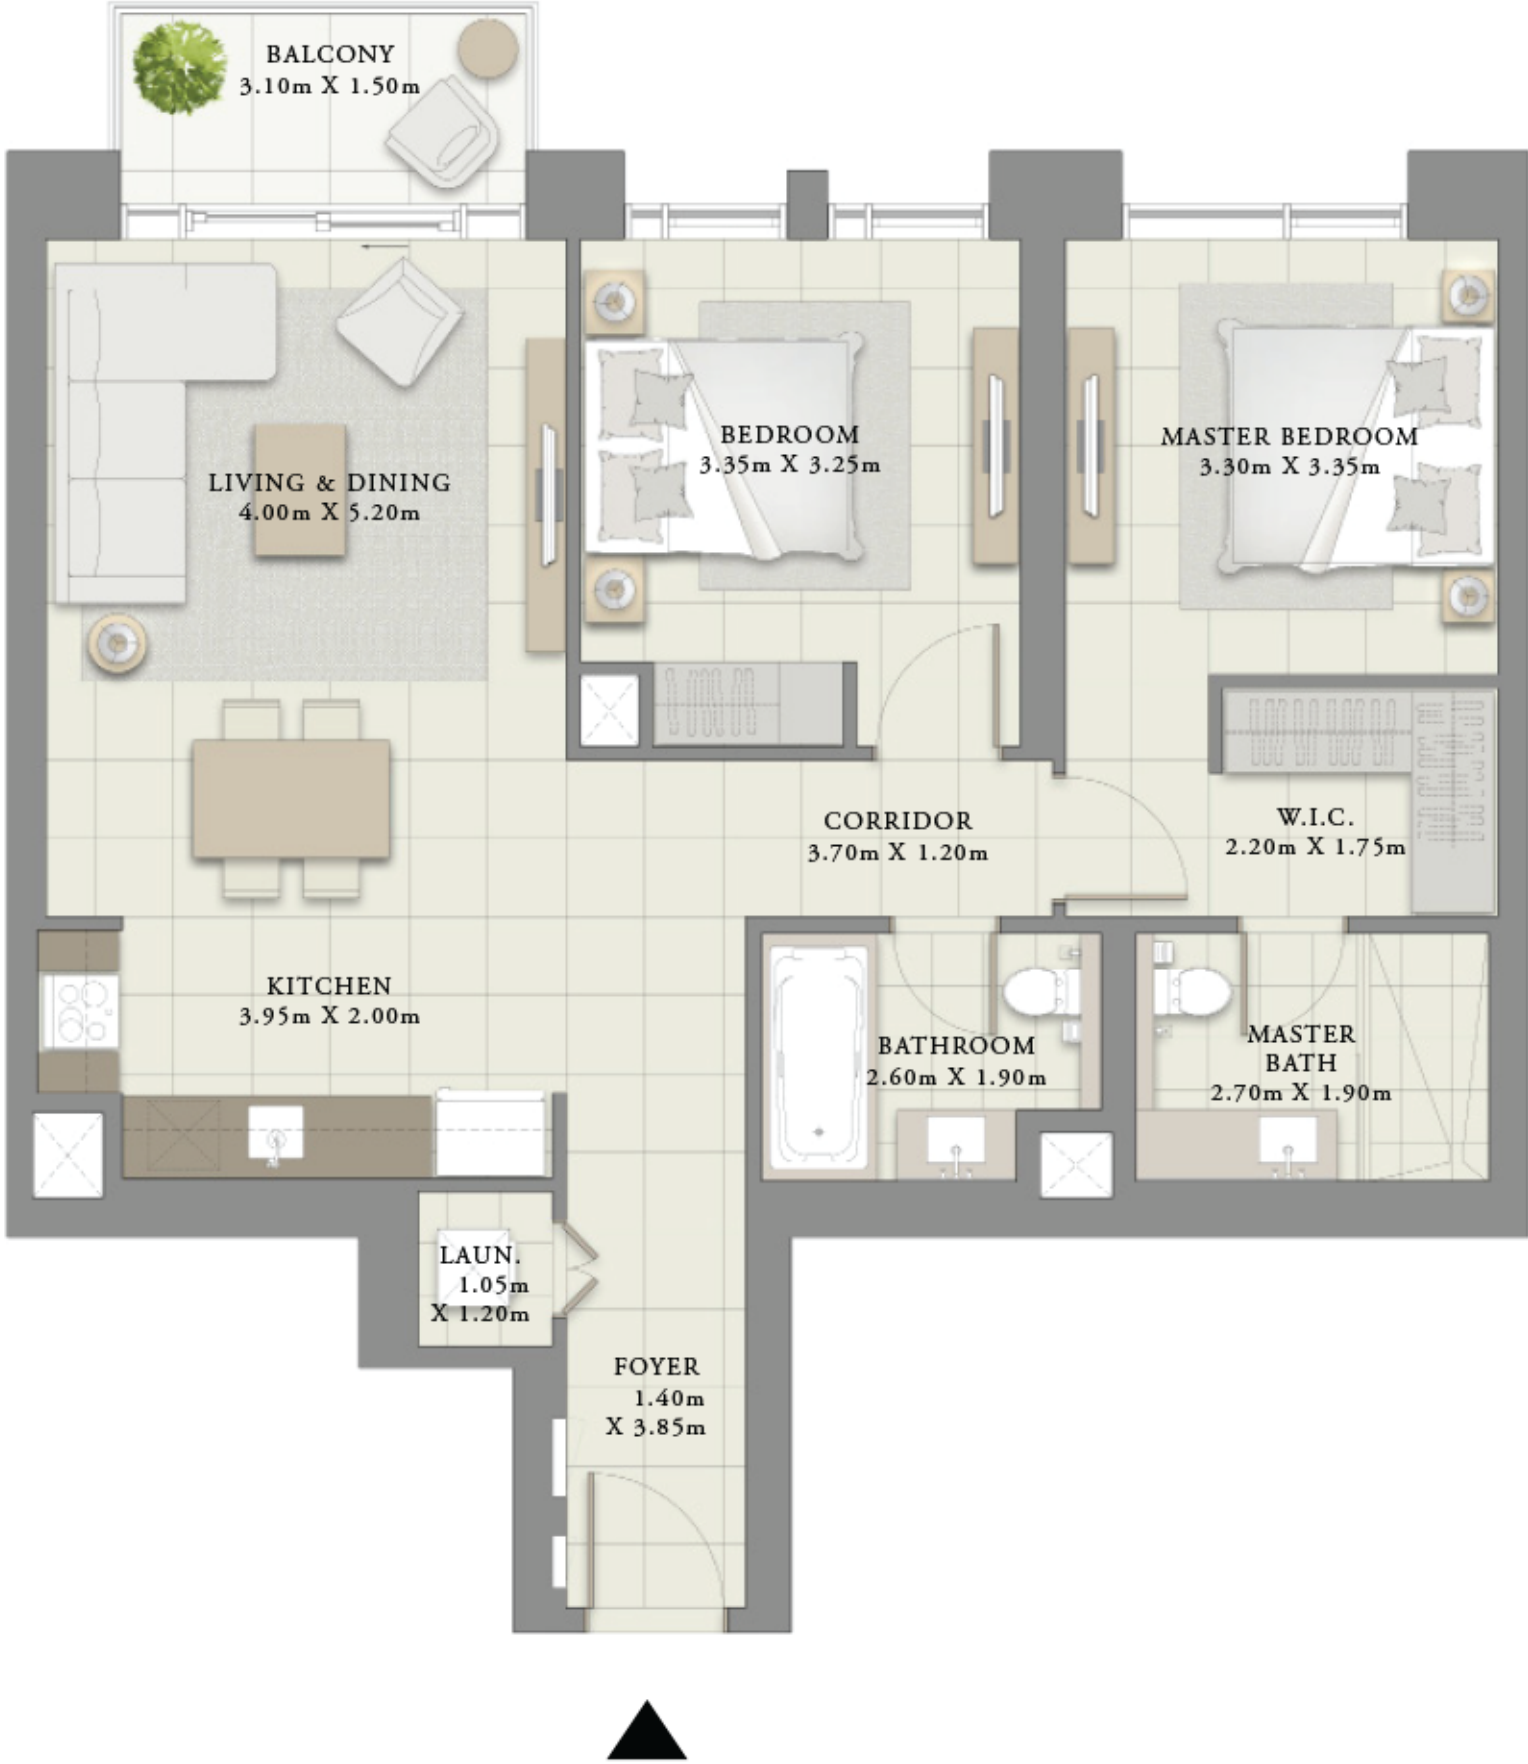 BALCONY
3.10m X 1.50m
BEDROOM
3.35m X 3.25m
MASTER BEDROOM
3.30m X 3.35m
LIVING & DINING
4.00m X 5.20m
CORRIDOR
3.70m X 1.20m
W.I.C.
2.20m X 1.75m
KITCHEN
3.95m X 2.00m
BATHROOM
2.60m X 1.90m
MASTER
BATH
2.70m X 1.90m
LAUN.
1.05m
X 1.20m
FOYER
1.40m
X 3.85m